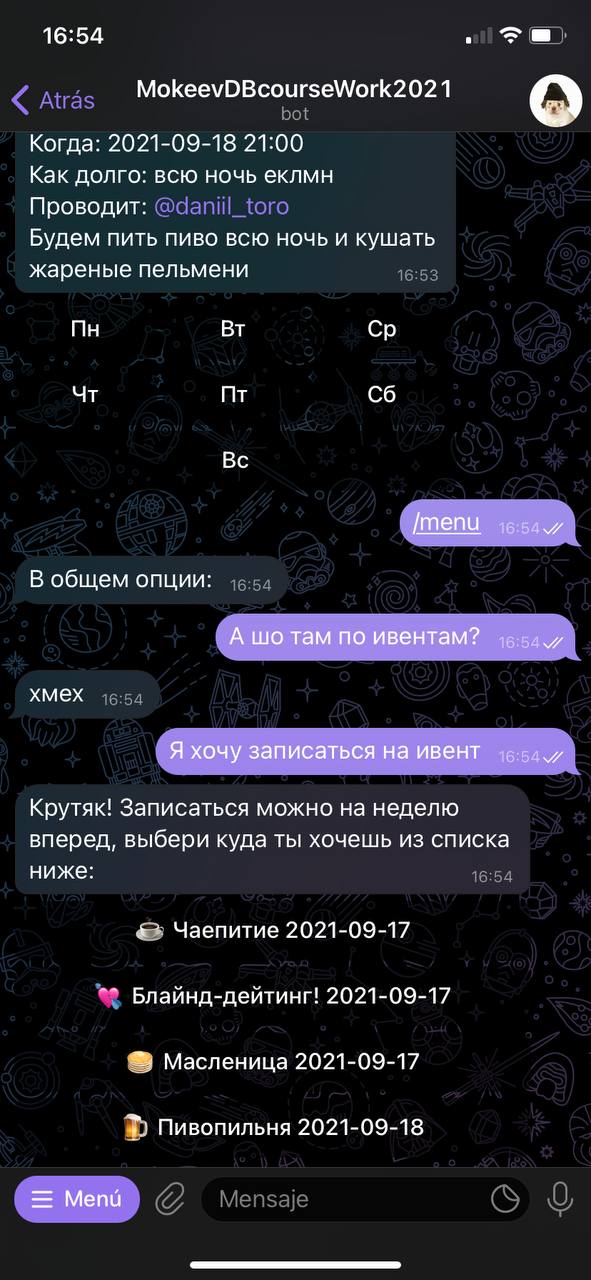 16:54
Atrás
MokeevDBcourseWork2021
bot
Когда: 2021-09-18 21:00
Как долго: всю ночь еклмн
Проводит: @daniil_toro
Будем пить пиво всю ночь и кушать
жареные пельмени
16:53
Пн Вт Ср
Чт Пт Сб
Вс
/menu 16:54
В общем опции: 16:54
А шо там по ивентам? 16:54
хмех 16:54
Я хочу записаться на ивент 16:54
Крутяк! Записаться можно на неделю
вперед, выбери куда ты хочешь из списка
ниже: 16:54
☕ Чаепитие 2021-09-17
💘 Блайнд-дейтинг! 2021-09-17
🥞 Масленица 2021-09-17
🍺 Пивопильня 2021-09-18
Menú Mensaje